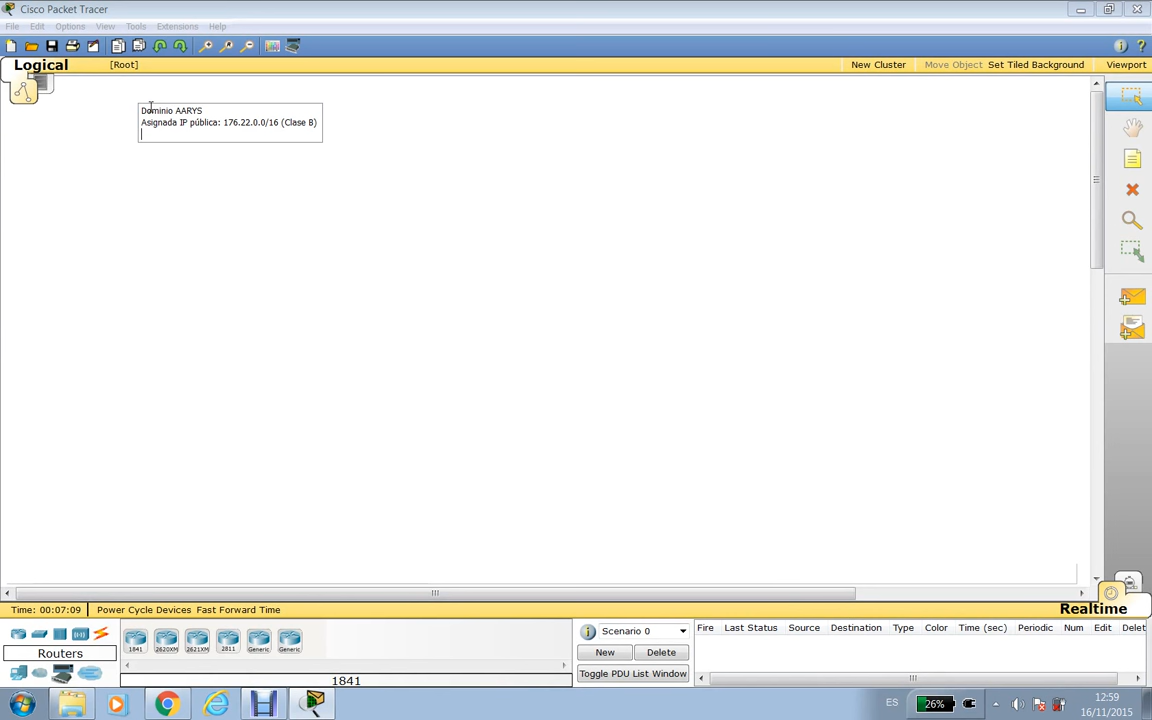 Cisco Packet Tracer
File Edit Options View Tools Extensions Help
Logical [Root] New Cluster Move Object Set Tiled Background Viewport
Dominio AARYS
Asignada IP pública: 176.22.0.0/16 (Clase B)
Time: 00:07:09 Power Cycle Devices Fast Forward Time Realtime
Routers
1841 2620XM 2621XM 2811 Generic Generic
1841
Scenario 0
New Delete
Toggle PDU List Window
Fire Last Status Source Destination Type Color Time (sec) Periodic Num Edit Delet
ES 26% 12:59
16/11/2015